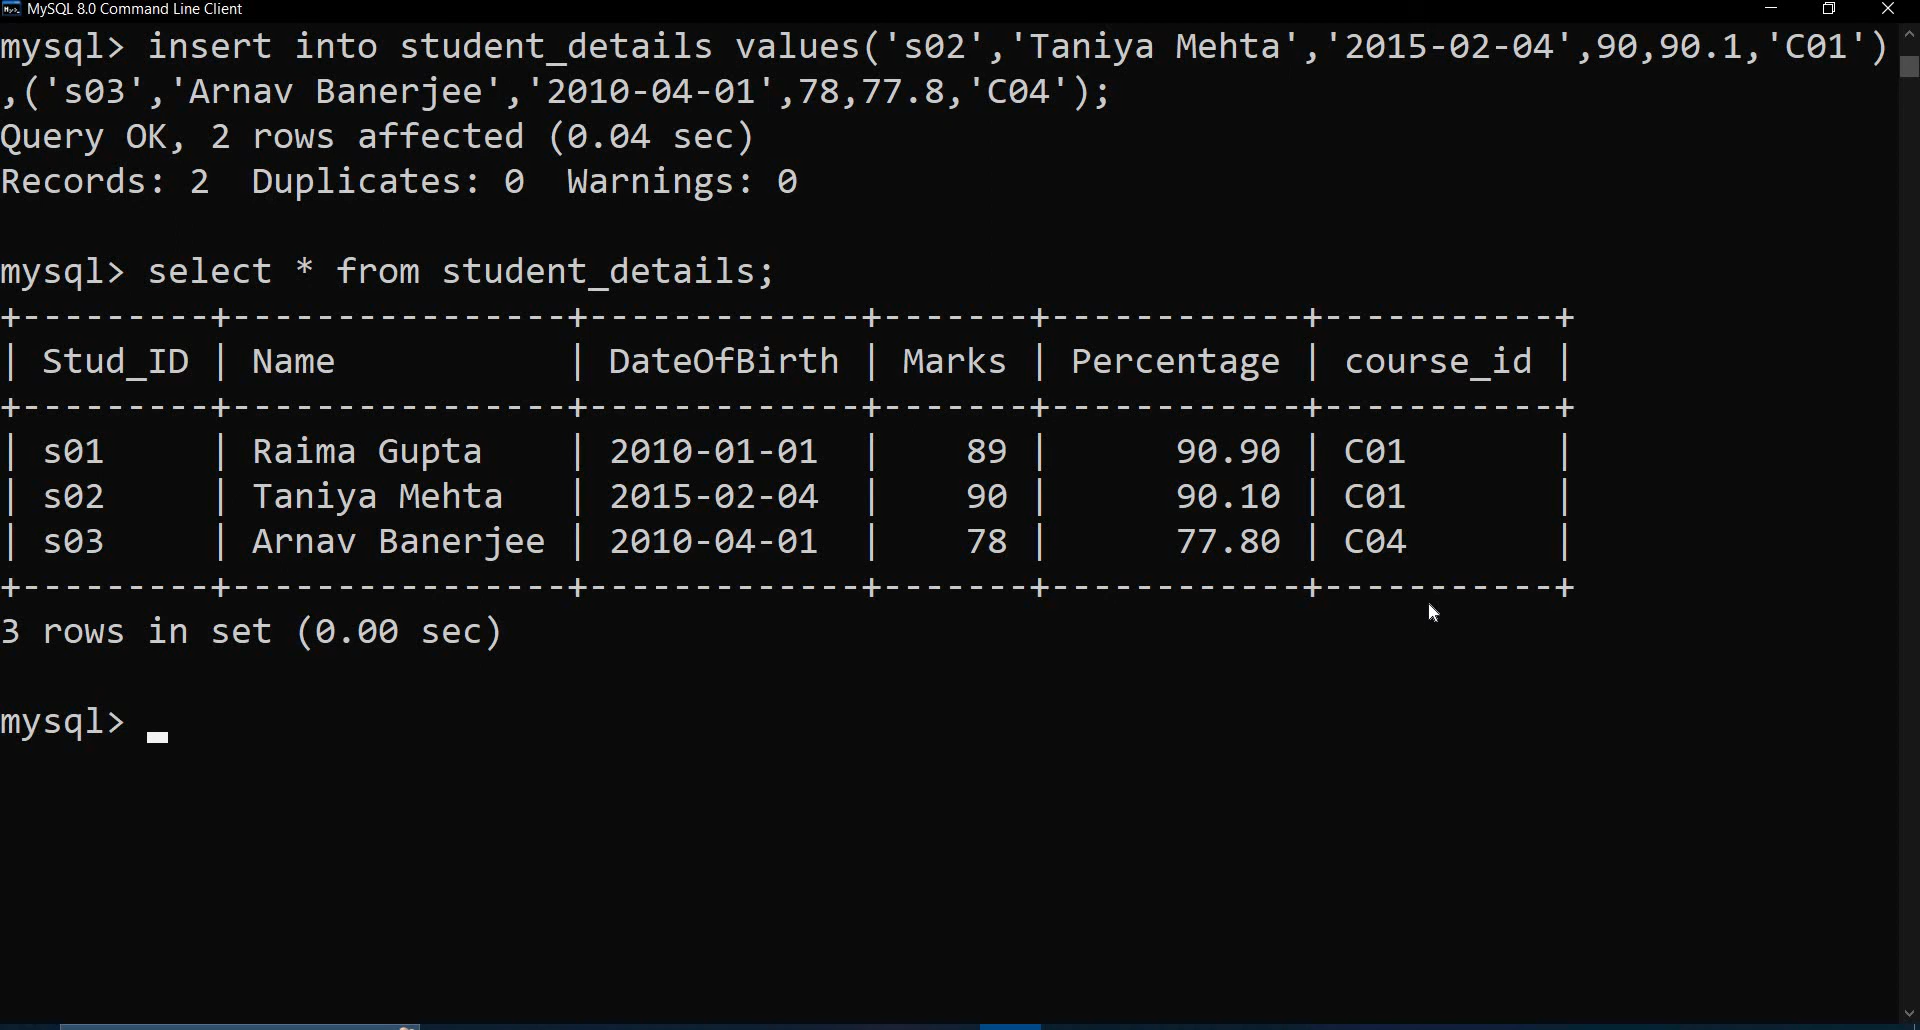 MySQL 8.0 Command Line Client
mysql> insert into student_details values('s02','Taniya Mehta','2015-02-04',90,90.1,'C01')
,('s03','Arnav Banerjee','2010-04-01',78,77.8,'C04');
Query OK, 2 rows affected (0.04 sec)
Records: 2  Duplicates: 0  Warnings: 0
mysql> select * from student_details;
+---------+----------------+-------------+-------+------------+-----------+
| Stud_ID | Name           | DateOfBirth | Marks | Percentage | course_id |
+---------+----------------+-------------+-------+------------+-----------+
| s01     | Raima Gupta    | 2010-01-01  |    89 |      90.90 | C01       |
| s02     | Taniya Mehta   | 2015-02-04  |    90 |      90.10 | C01       |
| s03     | Arnav Banerjee | 2010-04-01  |    78 |      77.80 | C04       |
+---------+----------------+-------------+-------+------------+-----------+
3 rows in set (0.00 sec)
mysql>